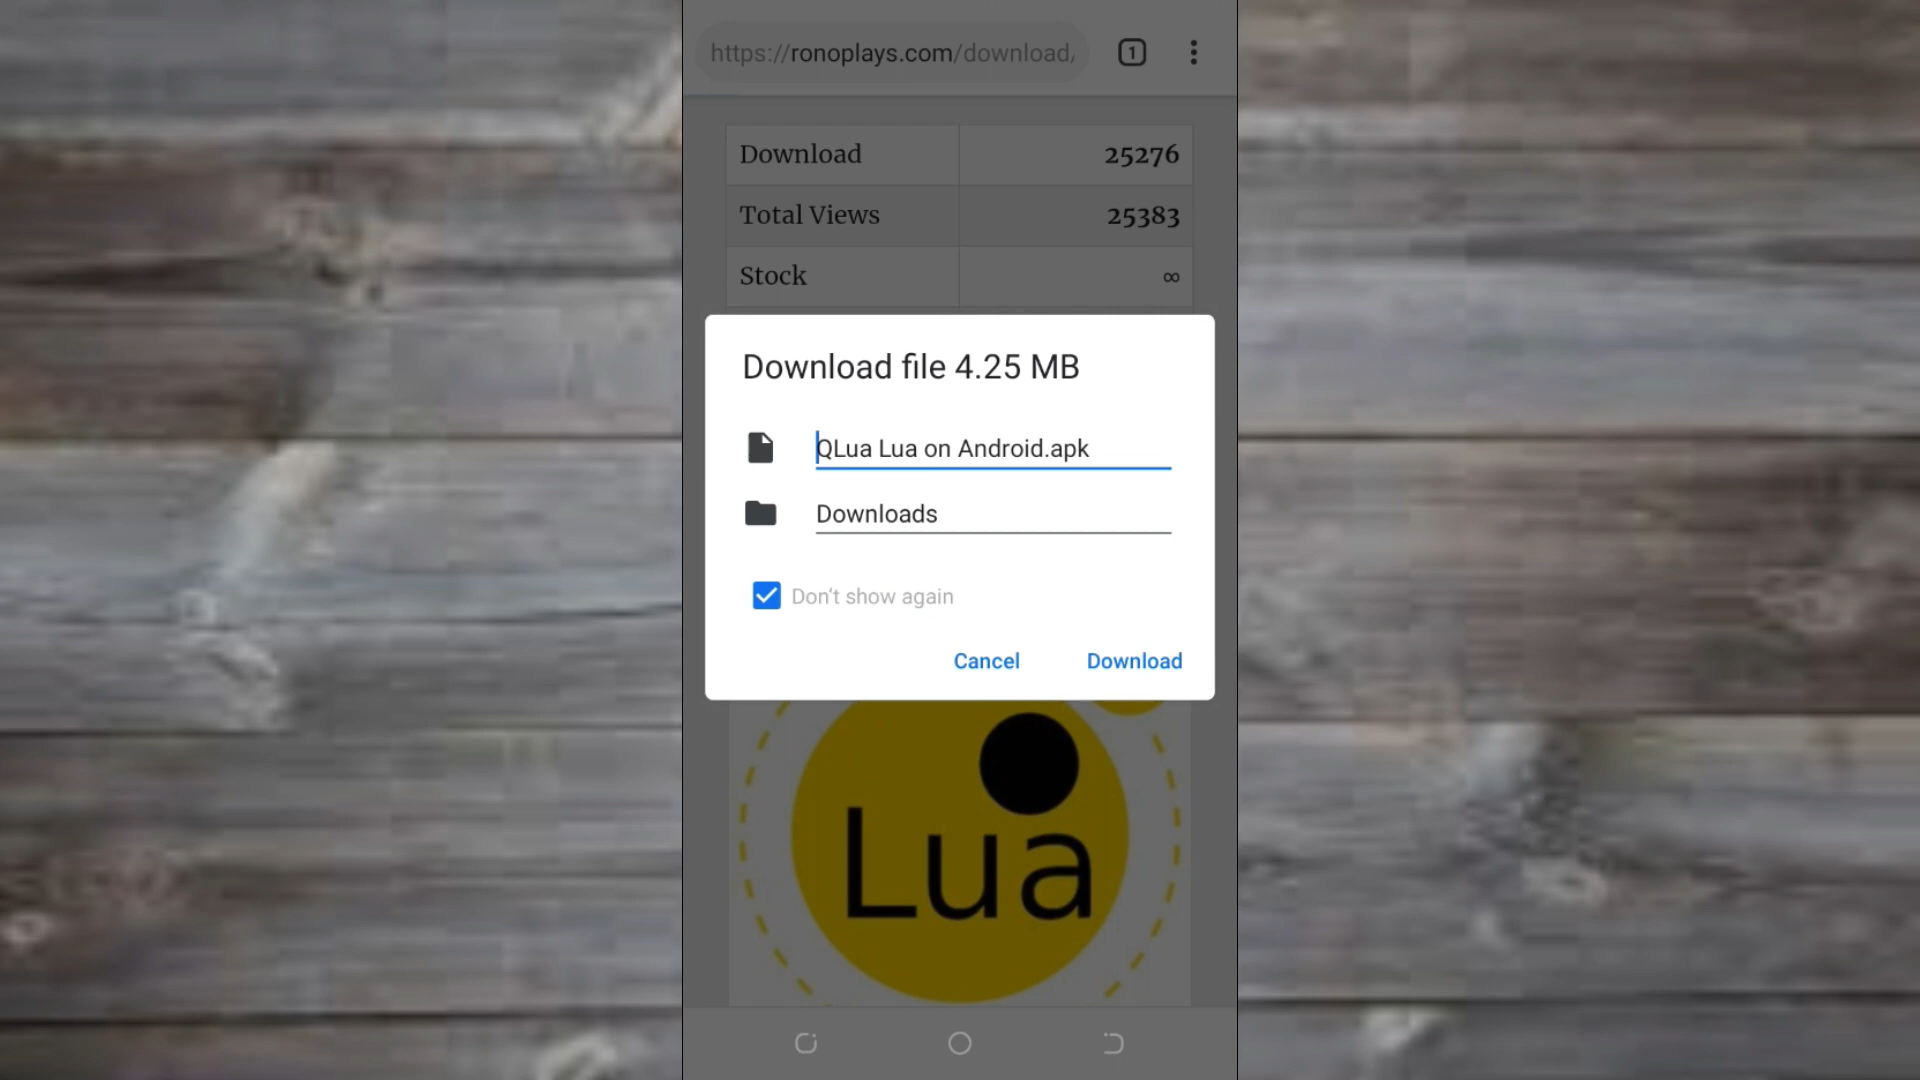 https://ronoplays.com/download,
1
Download 25276
Total Views 25383
Stock ∞
Download file 4.25 MB
QLua Lua on Android.apk
Downloads
Don't show again
Cancel Download
Lua